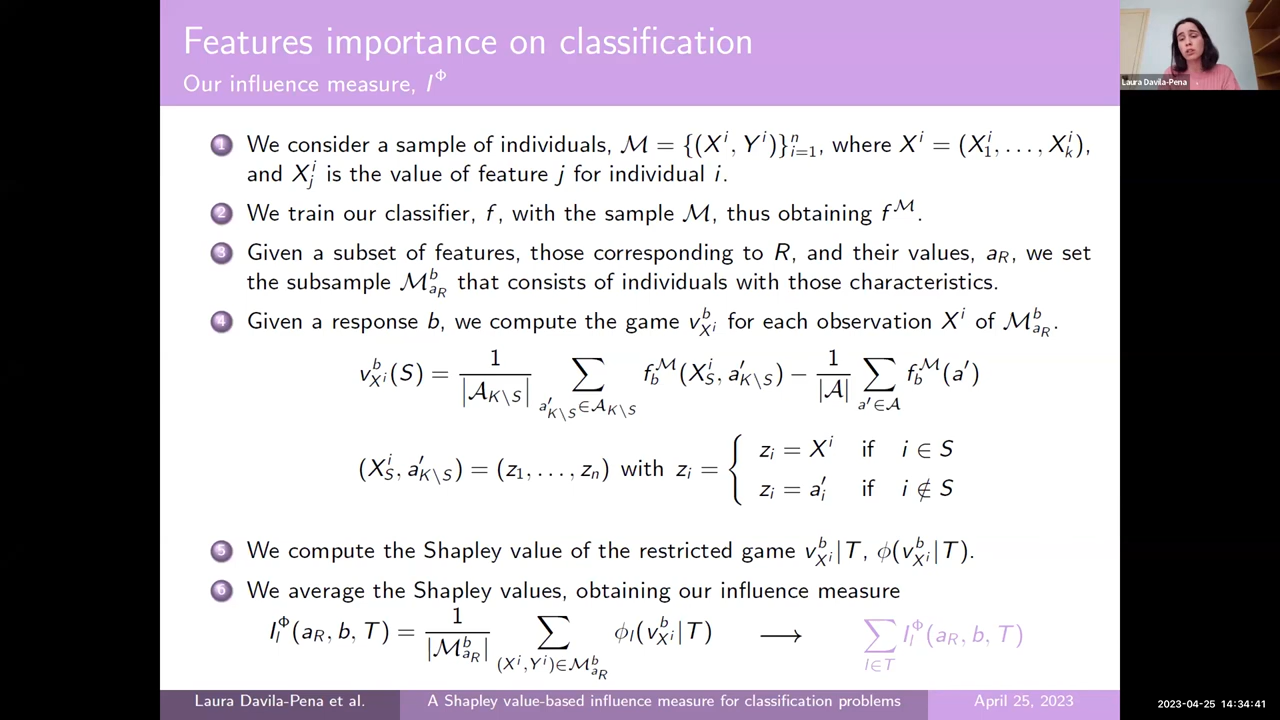 Features importance on classification
Our influence measure, I^Φ
Laura Davila-Pena
1 We consider a sample of individuals, ℳ = {(X^i, Y^i)}_{i=1}^n, where X^i = (X_1^i, . . . , X_k^i),
and X_j^i is the value of feature j for individual i.
2 We train our classifier, f, with the sample ℳ, thus obtaining f^ℳ.
3 Given a subset of features, those corresponding to R, and their values, a_R, we set
the subsample ℳ_{a_R}^b that consists of individuals with those characteristics.
4 Given a response b, we compute the game v_{X^i}^b for each observation X^i of ℳ_{a_R}^b.
v_{X^i}^b(S) = 1/|𝒜_{K\S}| ∑_{a′_{K\S}∈𝒜_{K\S}} f_b^ℳ(X_S^i, a′_{K\S}) − 1/|𝒜| ∑_{a′∈𝒜} f_b^ℳ(a′)
(X_S^i, a′_{K\S}) = (z_1, . . . , z_n) with z_i = { z_i = X^i if i ∈ S
z_i = a′_i if i ∉ S
5 We compute the Shapley value of the restricted game v_{X^i}^b|T, ϕ(v_{X^i}^b|T).
6 We average the Shapley values, obtaining our influence measure
I_l^Φ(a_R, b, T) = 1/|ℳ_{a_R}^b| ∑_{(X^i,Y^i)∈ℳ_{a_R}^b} ϕ_l(v_{X^i}^b|T) ⟶ ∑_{l∈T} I_l^Φ(a_R, b, T)
Laura Davila-Pena et al. A Shapley value-based influence measure for classification problems April 25, 2023
2023-04-25 14:34:41